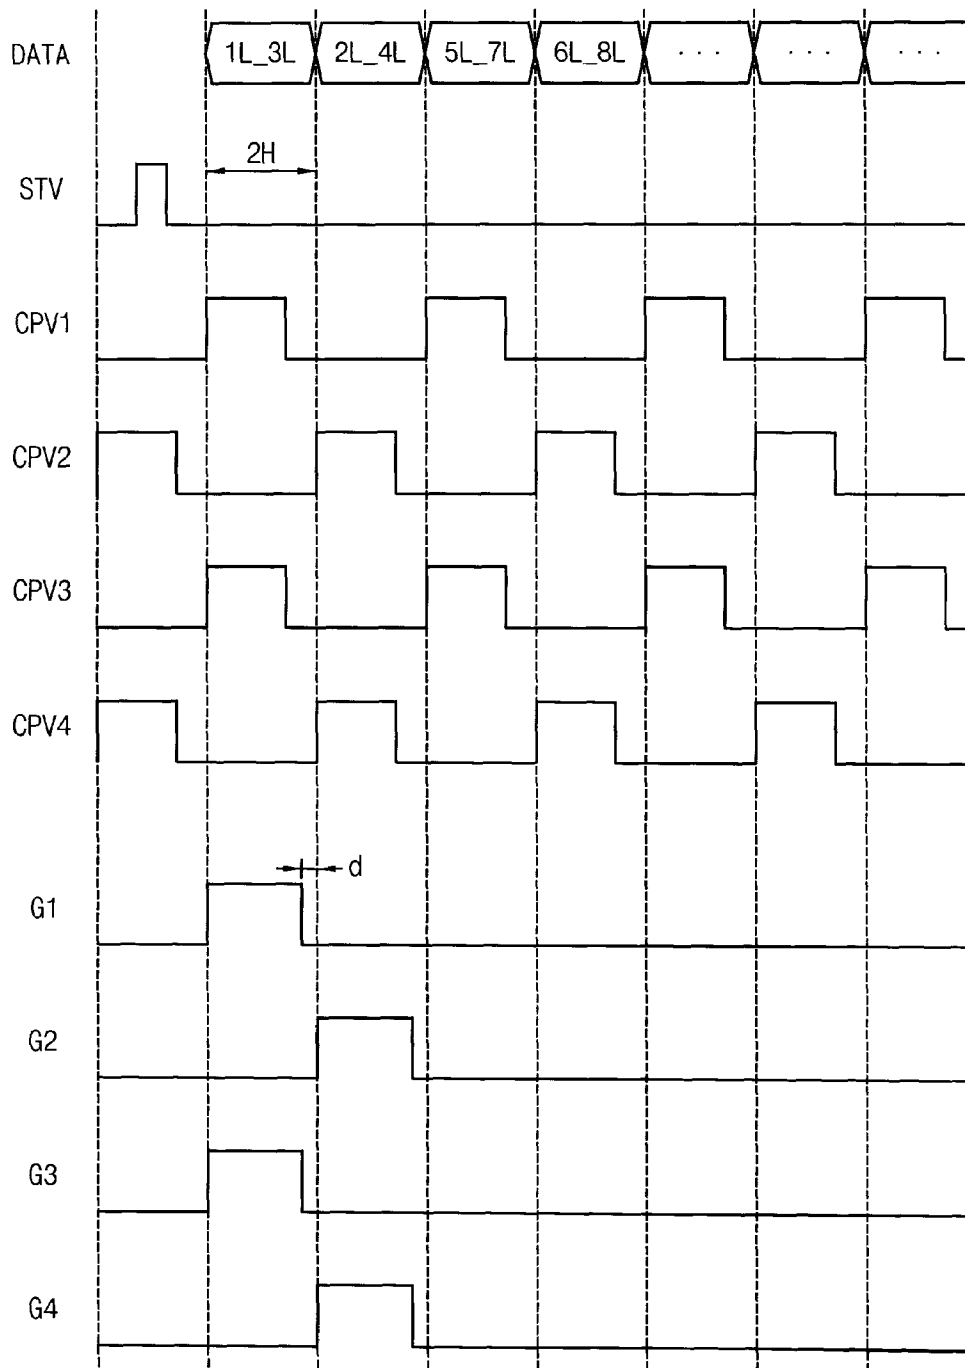 DATA 1L_3L 2L_4L 5L_7L 6L_8L ... ... ...
2H
STV
CPV1
CPV2
CPV3
CPV4
d
G1
G2
G3
G4